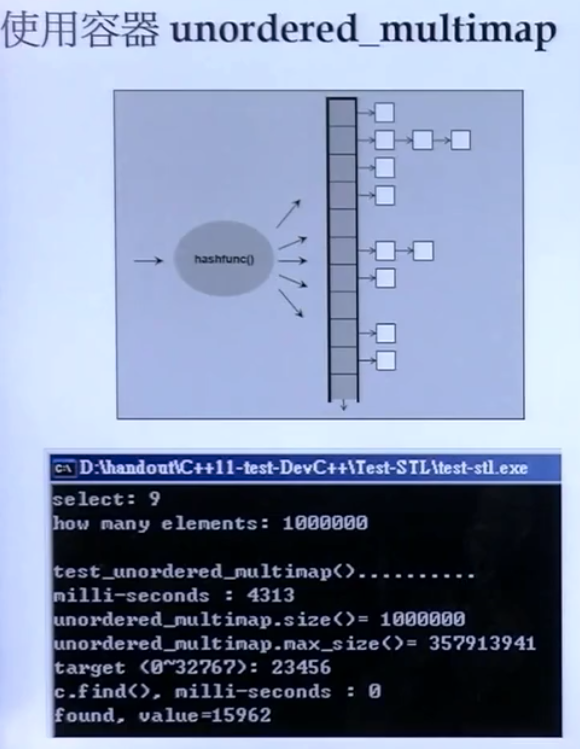 使用容器 unordered_multimap
hashfunc()
D:\handout\C++11-test-DevC++\Test-STL\test-stl.exe
select: 9
how many elements: 1000000
test_unordered_multimap()..........
milli-seconds : 4313
unordered_multimap.size()= 1000000
unordered_multimap.max_size()= 357913941
target (0~32767): 23456
c.find(), milli-seconds : 0
found, value=15962